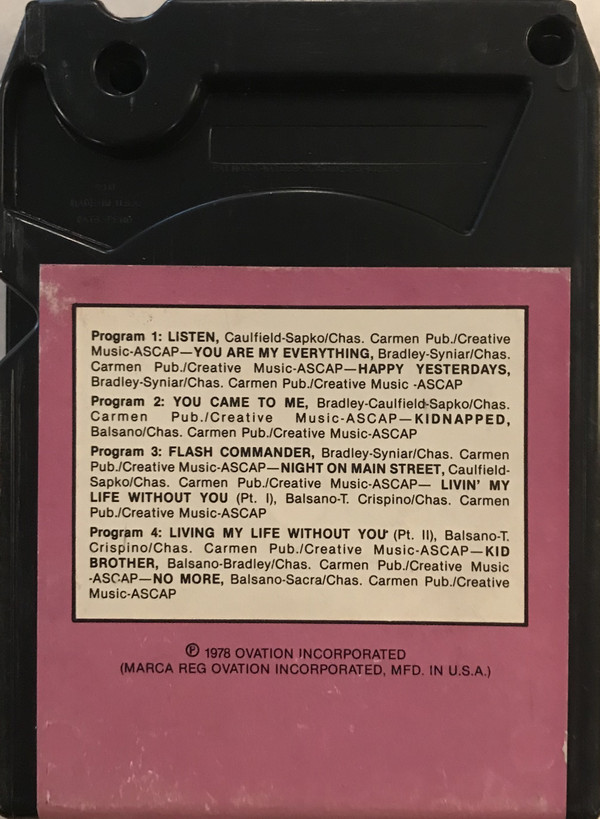 Program 1: LISTEN, Caulfield-Sapko/Chas. Carmen Pub./Creative
Music-ASCAP—YOU ARE MY EVERYTHING, Bradley-Syniar/Chas.
Carmen Pub./Creative Music-ASCAP—HAPPY YESTERDAYS,
Bradley-Syniar/Chas. Carmen Pub./Creative Music -ASCAP
Program 2: YOU CAME TO ME, Bradley-Caulfield-Sapko/Chas.
Carmen Pub./Creative Music-ASCAP—KIDNAPPED,
Balsano/Chas. Carmen Pub./Creative Music-ASCAP
Program 3: FLASH COMMANDER, Bradley-Syniar/Chas. Carmen
Pub./Creative Music-ASCAP—NIGHT ON MAIN STREET, Caulfield-
Sapko/Chas. Carmen Pub./Creative Music-ASCAP— LIVIN' MY
LIFE WITHOUT YOU (Pt. I), Balsano-T. Crispino/Chas. Carmen
Pub./Creative Music-ASCAP
Program 4: LIVING MY LIFE WITHOUT YOU (Pt. II), Balsano-T.
Crispino/Chas. Carmen Pub./Creative Music-ASCAP—KID
BROTHER, Balsano-Bradley/Chas. Carmen Pub./Creative Music
-ASCAP—NO MORE, Balsano-Sacra/Chas. Carmen Pub./Creative
Music-ASCAP
℗ 1978 OVATION INCORPORATED
(MARCA REG OVATION INCORPORATED, MFD. IN U.S.A.)